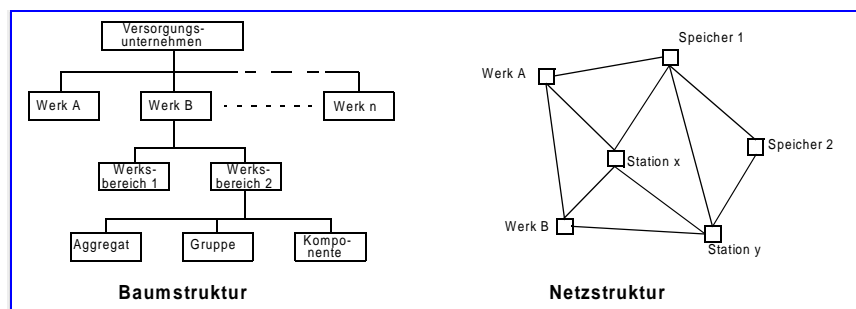 Versorgungs-
unternehmen
Werk A
Werk B
Werk n
Werks-
bereich 1
Werks-
bereich 2
Aggregat
Gruppe
Kompo-
nente
Baumstruktur
Speicher 1
Werk A
Speicher 2
Station x
Werk B
Station y
Netzstruktur